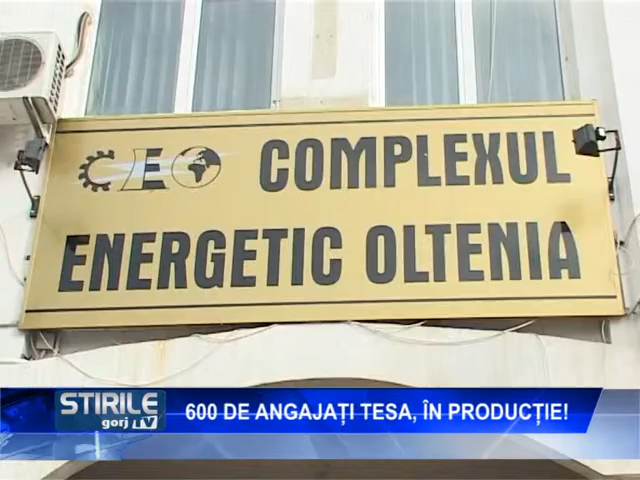 CEO COMPLEXUL
ENERGETIC OLTENIA
STIRILE
gorj TV
600 DE ANGAJAȚI TESA, ÎN PRODUCȚIE!